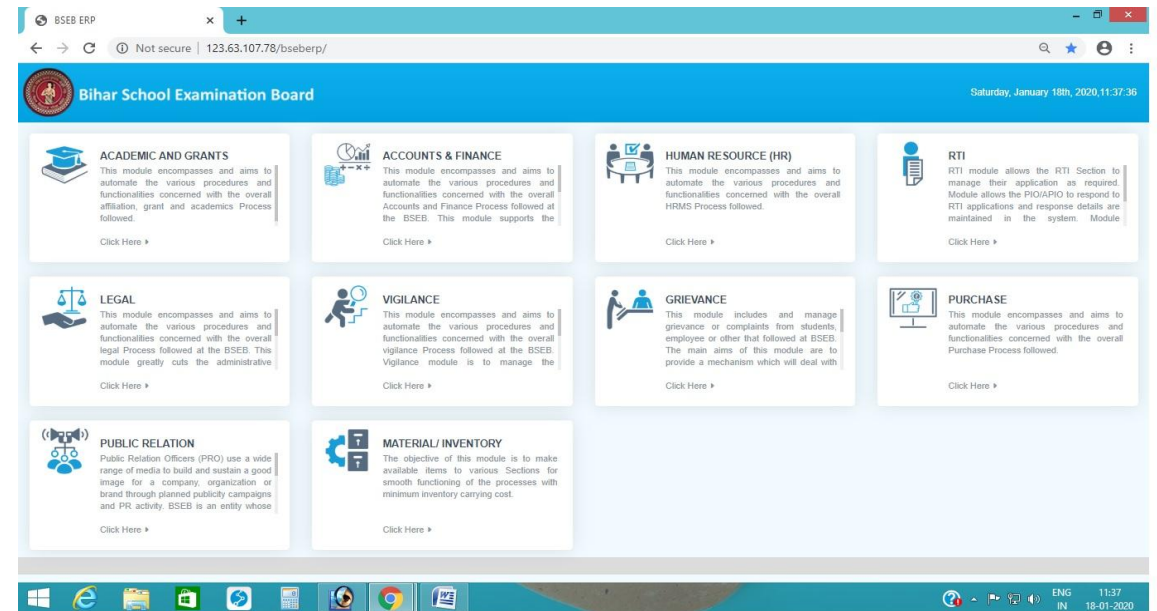 BSEB ERP
Not secure | 123.63.107.78/bseberp/
Bihar School Examination Board
Saturday, January 18th, 2020,11:37:36
ACADEMIC AND GRANTS
This module encompasses and aims to
automate the various procedures and
functionalities concerned with the overall
affiliation, grant and academics Process
followed.
Click Here
ACCOUNTS & FINANCE
This module encompasses and aims to
automate the various procedures and
functionalities concerned with the overall
Accounts and Finance Process followed at
the BSEB. This module supports the
Click Here
HUMAN RESOURCE (HR)
This module encompasses and aims to
automate the various procedures and
functionalities concerned with the overall
HRMS Process followed.
Click Here
RTI
RTI module allows the RTI Section to
manage their application as required.
Module allows the PIO/APIO to respond to
RTI applications and response details are
maintained in the system. Module
Click Here
LEGAL
This module encompasses and aims to
automate the various procedures and
functionalities concerned with the overall
legal Process followed at the BSEB. This
module greatly cuts the administrative
Click Here
VIGILANCE
This module encompasses and aims to
automate the various procedures and
functionalities concerned with the overall
vigilance Process followed at the BSEB.
Vigilance module is to manage the
Click Here
GRIEVANCE
This module includes and manage
grievance or complaints from students,
employee or other that followed at BSEB.
The main aims of this module are to
provide a mechanism which will deal with
Click Here
PURCHASE
This module encompasses and aims to
automate the various procedures and
functionalities concerned with the overall
Purchase Process followed.
Click Here
PUBLIC RELATION
Public Relation Officers (PRO) use a wide
range of media to build and sustain a good
image for a company, organization or
brand through planned publicity campaigns
and PR activity. BSEB is an entity whose
Click Here
MATERIAL/ INVENTORY
The objective of this module is to make
available items to various Sections for
smooth functioning of the processes with
minimum inventory carrying cost.
Click Here
ENG 11:37
IN 18-01-2020